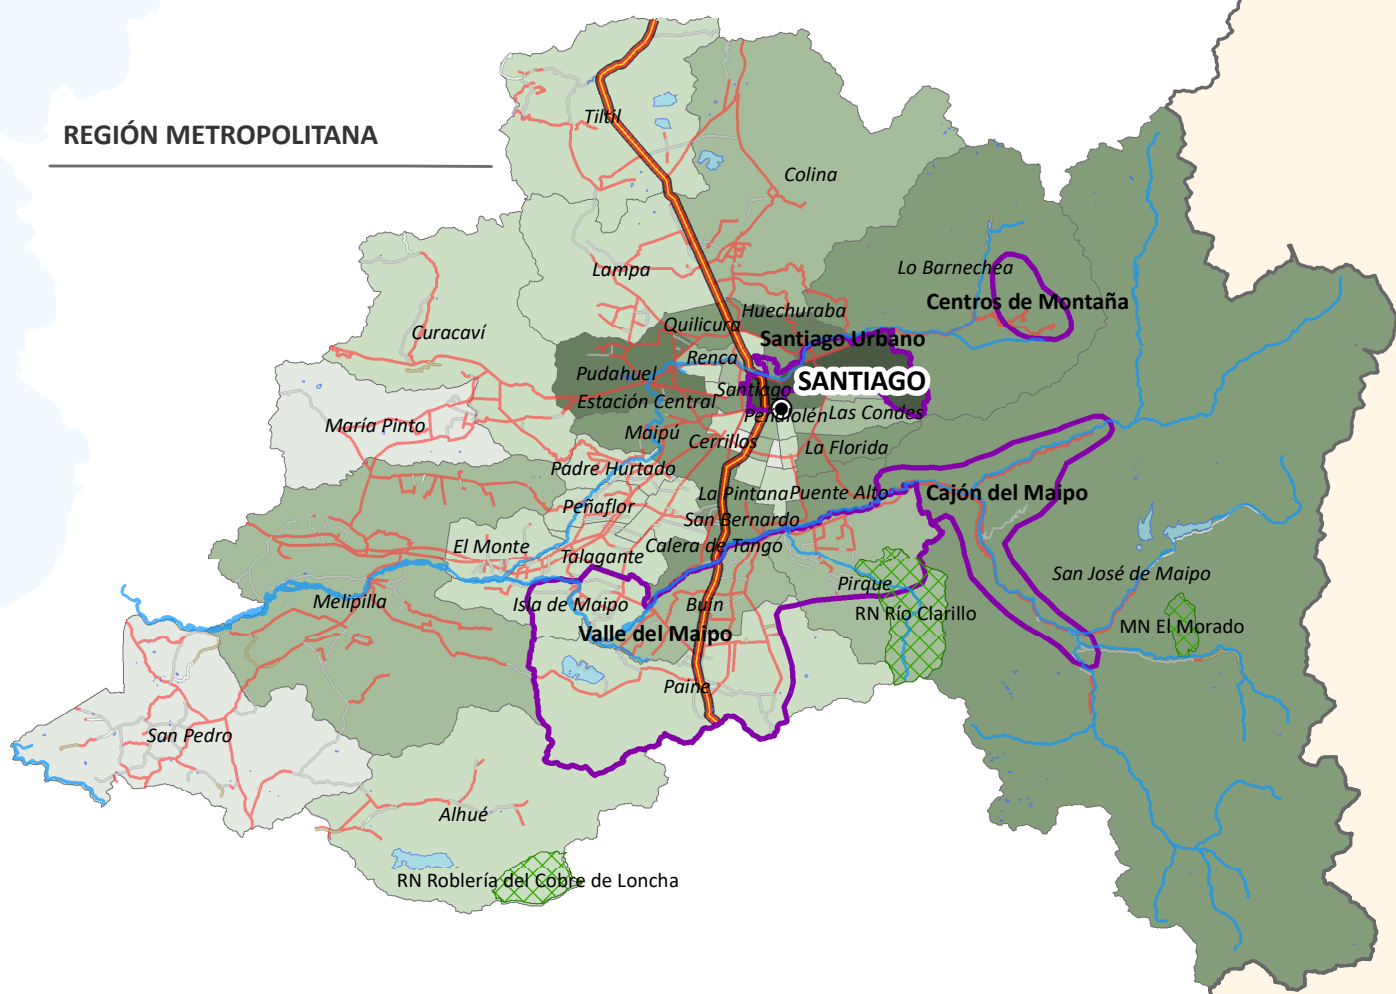 REGIÓN METROPOLITANA
Tiltil
Colina
Lampa
Lo Barnechea
Centros de Montaña
Huechuraba
Quilicura
Curacaví
Santiago Urbano
Renca
Pudahuel
SANTIAGO
Santiago
Estación Central
Peñalolén
Las Condes
María Pinto
Maipú
Cerrillos
La Florida
Padre Hurtado
La Pintana
Puente Alto
Cajón del Maipo
Peñaflor
San Bernardo
El Monte
Calera de Tango
Talagante
San José de Maipo
Pirque
Melipilla
Isla de Maipo
Buin
RN Río Clarillo
MN El Morado
Valle del Maipo
Paine
San Pedro
Alhué
RN Roblería del Cobre de Loncha